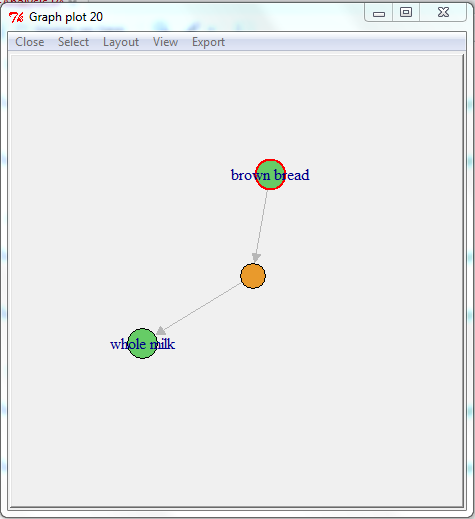 Graph plot 20
Close Select Layout View Export
brown bread
whole milk